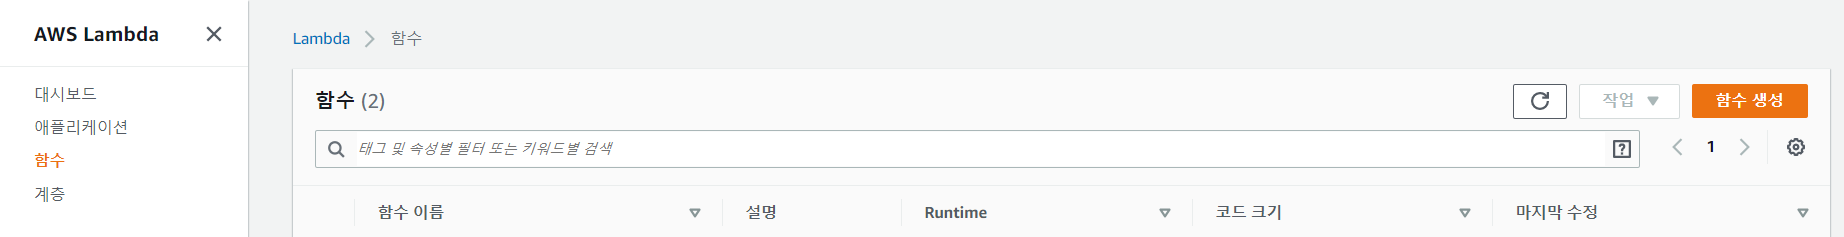 AWS Lambda
대시보드
애플리케이션
함수
계층
Lambda 함수
함수 (2)
작업
함수 생성
태그 및 속성별 필터 또는 키워드별 검색
1
함수 이름 설명 Runtime 코드 크기 마지막 수정